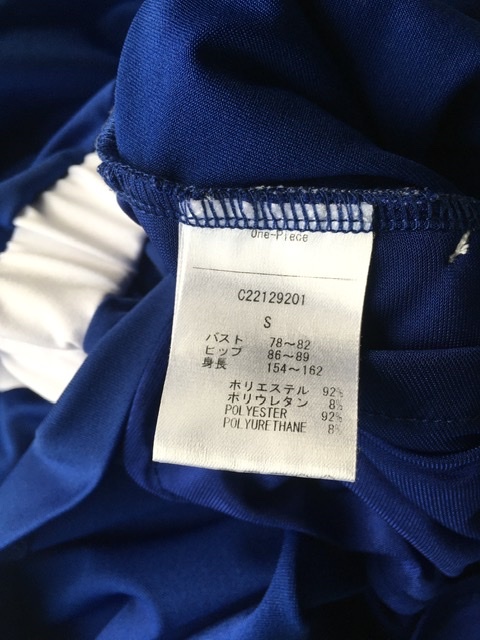 One-Piece
C22129201
S
バスト 78～82
ヒップ 86～89
身長 154～162
ポリエステル 92%
ポリウレタン 8%
POLYESTER 92%
POLYURETHANE 8%